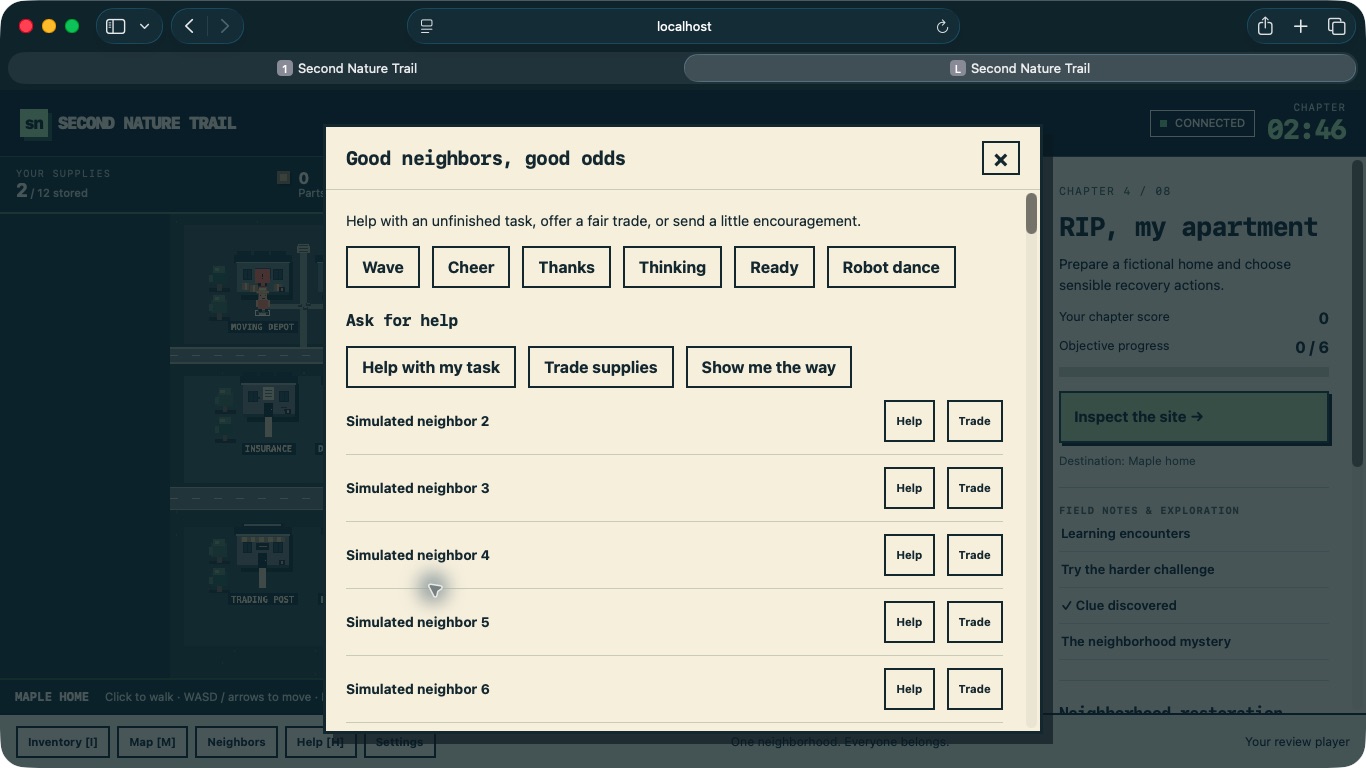 localhost
1 Second Nature Trail
L Second Nature Trail
sn SECOND NATURE TRAIL
CONNECTED
CHAPTER
02:46
YOUR SUPPLIES
2 / 12 stored
0
Parts
MOVING DEPOT
INSURANCE
TRADING POST
MAPLE HOME Click to walk · WASD / arrows to move ·
Good neighbors, good odds
×
Help with an unfinished task, offer a fair trade, or send a little encouragement.
Wave Cheer Thanks Thinking Ready Robot dance
Ask for help
Help with my task Trade supplies Show me the way
Simulated neighbor 2 Help Trade
Simulated neighbor 3 Help Trade
Simulated neighbor 4 Help Trade
Simulated neighbor 5 Help Trade
Simulated neighbor 6 Help Trade
CHAPTER 4 / 08
RIP, my apartment
Prepare a fictional home and choose
sensible recovery actions.
Your chapter score 0
Objective progress 0 / 6
Inspect the site →
Destination: Maple home
FIELD NOTES & EXPLORATION
Learning encounters
Try the harder challenge
✓ Clue discovered
The neighborhood mystery
Neighborhood restoration
Inventory [I] Map [M] Neighbors Help [H] Settings
One neighborhood. Everyone belongs.
Your review player